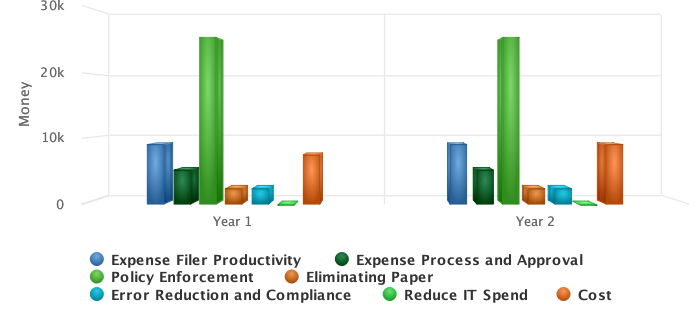 30k
20k
10k
0
Money
Year 1
Year 2
Expense Filer Productivity
Expense Process and Approval
Policy Enforcement
Eliminating Paper
Error Reduction and Compliance
Reduce IT Spend
Cost